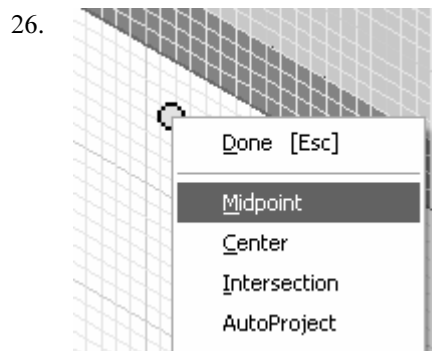 26.
Done [Esc]
Midpoint
Center
Intersection
AutoProject